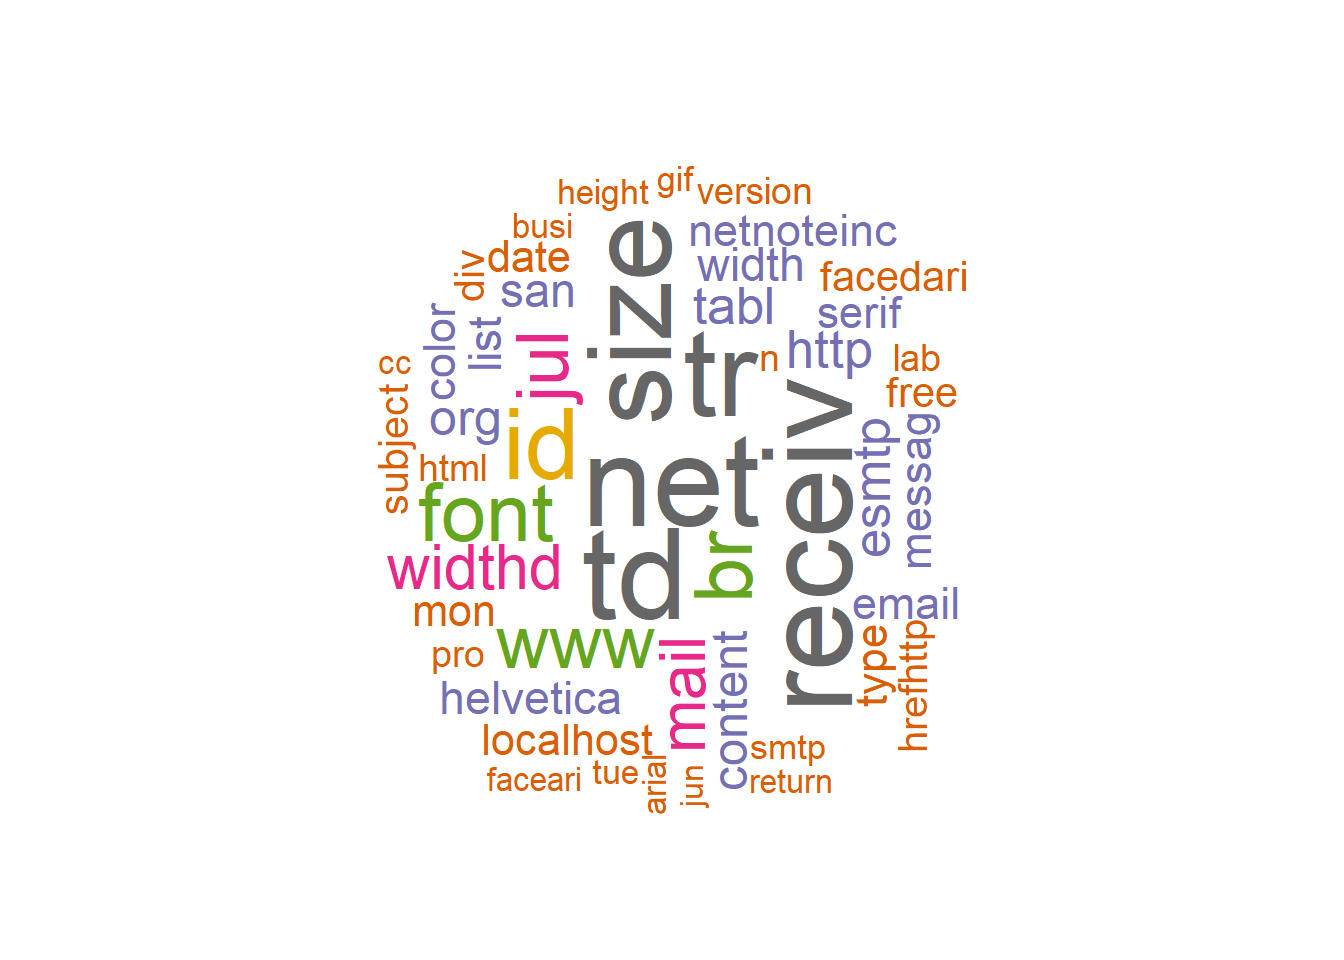 height
gif
version
busi
netnoteinc
date
div
width
size
san
facedari
tabl
serif
color
list
jul
http
tr
n
lab
cc
free
subject
org
id
receiv
html
net
esmtp
messag
font
widthd
td
br
email
mon
www
pro
mail
content
type
hrefhttp
helvetica
localhost
smtp
faceari
tue
arial
jun
return